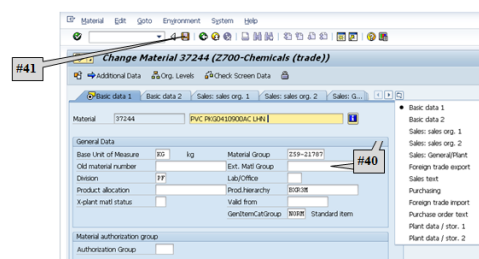 Material Edit Goto Environment System Help
#41
Change Material 37244 (Z700-Chemicals (trade))
Additional Data Org. Levels Check Screen Data
Basic data 1 Basic data 2 Sales: sales org. 1 Sales: sales org. 2 Sales: G...
Material 37244 PVC PKG0410900AC LHN
General Data
Base Unit of Measure KG kg Material Group Z59-21787
Old material number Ext. Matl Group
#40
Division PF Lab/Office
Product allocation Prod.hierarchy
X-plant matl status Valid from
GenItemCatGroup NORM Standard item
Material authorization group
Authorization Group
Basic data 1
Basic data 2
Sales: sales org. 1
Sales: sales org. 2
Sales: General/Plant
Foreign trade export
Sales text
Purchasing
Foreign trade import
Purchase order text
Plant data / stor. 1
Plant data / stor. 2